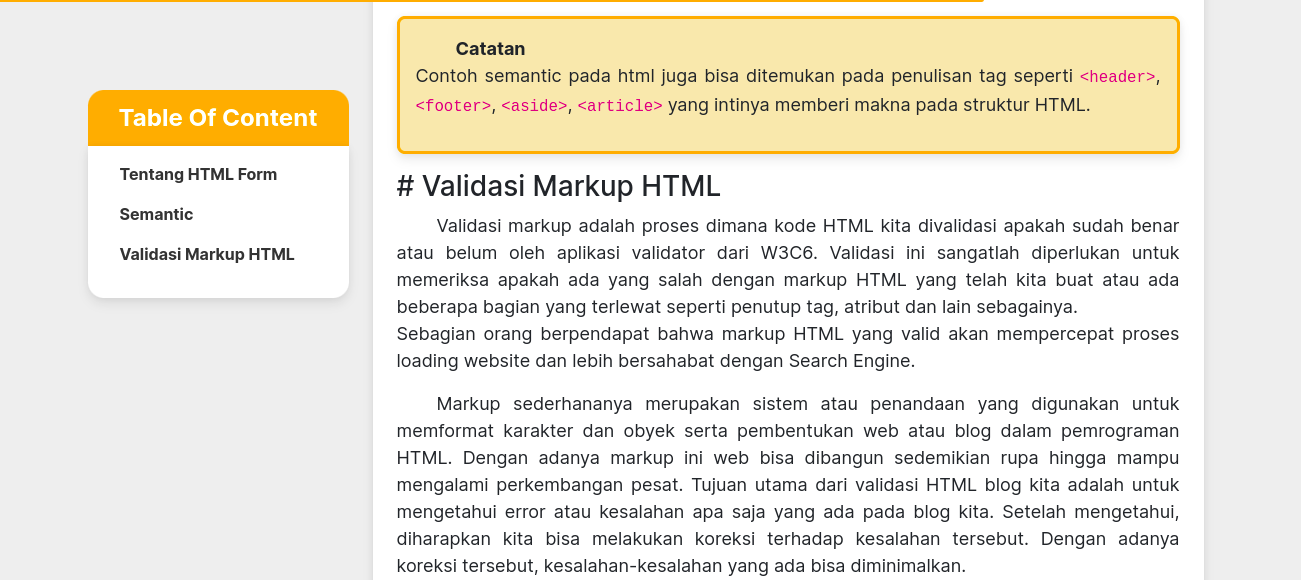 Table Of Content
Tentang HTML Form
Semantic
Validasi Markup HTML
Catatan
Contoh semantic pada html juga bisa ditemukan pada penulisan tag seperti <header>,
<footer>, <aside>, <article> yang intinya memberi makna pada struktur HTML.
# Validasi Markup HTML
Validasi markup adalah proses dimana kode HTML kita divalidasi apakah sudah benar
atau belum oleh aplikasi validator dari W3C6. Validasi ini sangatlah diperlukan untuk
memeriksa apakah ada yang salah dengan markup HTML yang telah kita buat atau ada
beberapa bagian yang terlewat seperti penutup tag, atribut dan lain sebagainya.
Sebagian orang berpendapat bahwa markup HTML yang valid akan mempercepat proses
loading website dan lebih bersahabat dengan Search Engine.
Markup sederhananya merupakan sistem atau penandaan yang digunakan untuk
memformat karakter dan obyek serta pembentukan web atau blog dalam pemrograman
HTML. Dengan adanya markup ini web bisa dibangun sedemikian rupa hingga mampu
mengalami perkembangan pesat. Tujuan utama dari validasi HTML blog kita adalah untuk
mengetahui error atau kesalahan apa saja yang ada pada blog kita. Setelah mengetahui,
diharapkan kita bisa melakukan koreksi terhadap kesalahan tersebut. Dengan adanya
koreksi tersebut, kesalahan-kesalahan yang ada bisa diminimalkan.